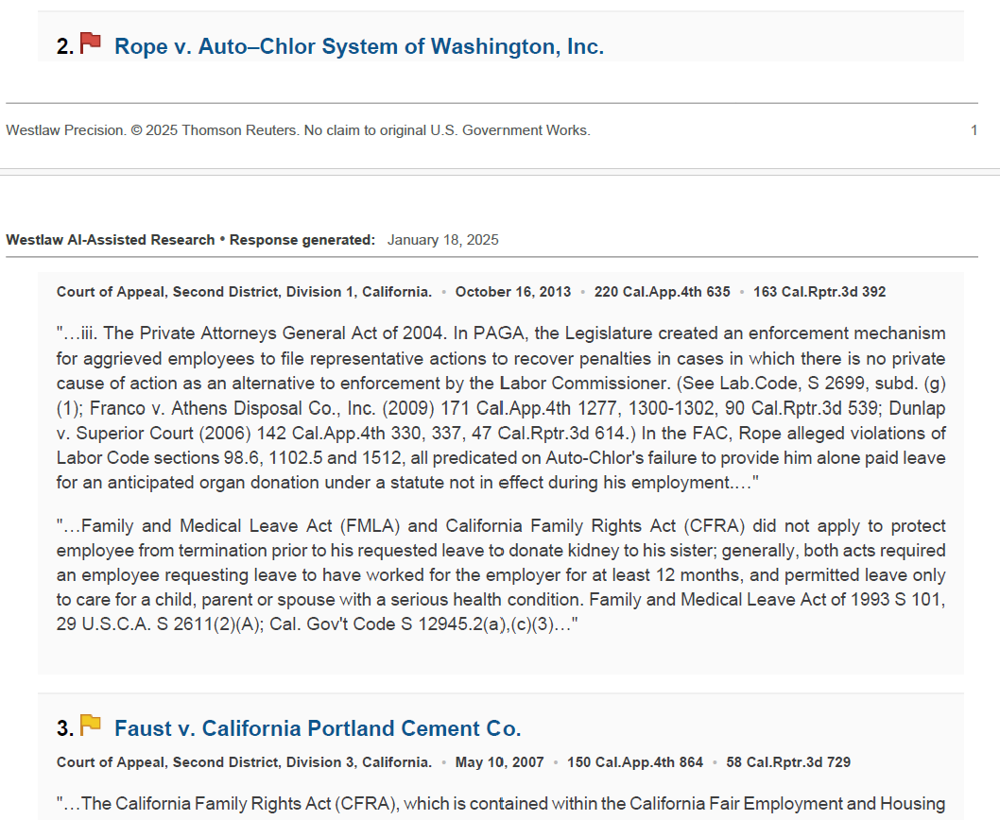 2. Rope v. Auto–Chlor System of Washington, Inc.
Westlaw Precision. © 2025 Thomson Reuters. No claim to original U.S. Government Works. 1
Westlaw AI-Assisted Research • Response generated: January 18, 2025
Court of Appeal, Second District, Division 1, California. • October 16, 2013 • 220 Cal.App.4th 635 • 163 Cal.Rptr.3d 392
"…iii. The Private Attorneys General Act of 2004. In PAGA, the Legislature created an enforcement mechanism
for aggrieved employees to file representative actions to recover penalties in cases in which there is no private
cause of action as an alternative to enforcement by the Labor Commissioner. (See Lab.Code, S 2699, subd. (g)
(1); Franco v. Athens Disposal Co., Inc. (2009) 171 Cal.App.4th 1277, 1300-1302, 90 Cal.Rptr.3d 539; Dunlap
v. Superior Court (2006) 142 Cal.App.4th 330, 337, 47 Cal.Rptr.3d 614.) In the FAC, Rope alleged violations of
Labor Code sections 98.6, 1102.5 and 1512, all predicated on Auto-Chlor's failure to provide him alone paid leave
for an anticipated organ donation under a statute not in effect during his employment.…"
"…Family and Medical Leave Act (FMLA) and California Family Rights Act (CFRA) did not apply to protect
employee from termination prior to his requested leave to donate kidney to his sister; generally, both acts required
an employee requesting leave to have worked for the employer for at least 12 months, and permitted leave only
to care for a child, parent or spouse with a serious health condition. Family and Medical Leave Act of 1993 S 101,
29 U.S.C.A. S 2611(2)(A); Cal. Gov't Code S 12945.2(a),(c)(3)…"
3. Faust v. California Portland Cement Co.
Court of Appeal, Second District, Division 3, California. • May 10, 2007 • 150 Cal.App.4th 864 • 58 Cal.Rptr.3d 729
"…The California Family Rights Act (CFRA), which is contained within the California Fair Employment and Housing